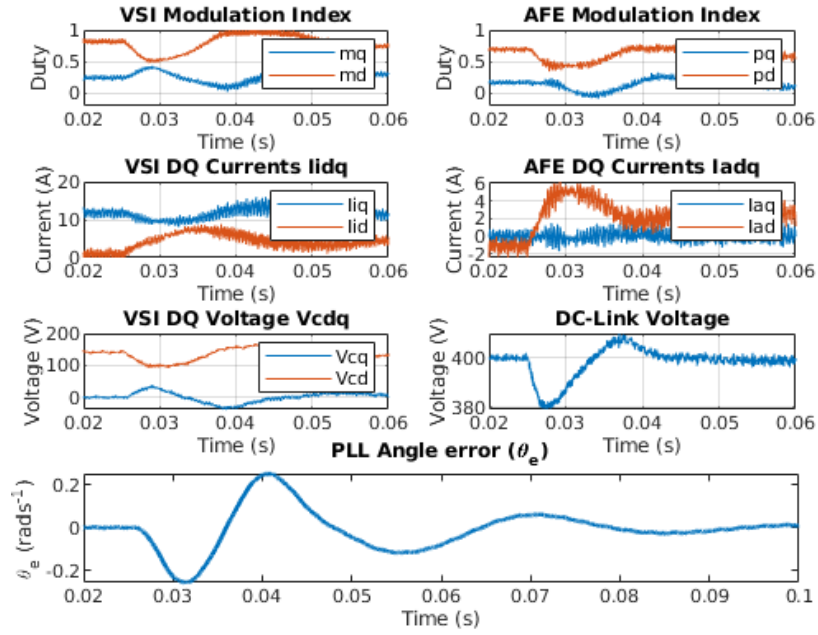 VSI Modulation Index
1
0.5
0
Duty
mq
md
0.02 0.03 0.04 0.05 0.06
Time (s)
AFE Modulation Index
1
0.5
0
Duty
pq
pd
0.02 0.03 0.04 0.05 0.06
Time (s)
VSI DQ Currents Iidq
20
10
0
Current (A)
Iiq
Iid
0.02 0.03 0.04 0.05 0.06
Time (s)
AFE DQ Currents Iadq
6
4
2
0
-2
Current (A)
Iaq
Iad
0.02 0.03 0.04 0.05 0.06
Time (s)
VSI DQ Voltage Vcdq
200
100
0
Voltage (V)
Vcq
Vcd
0.02 0.03 0.04 0.05 0.06
Time (s)
DC-Link Voltage
400
380
Voltage (V)
0.02 0.03 0.04 0.05 0.06
Time (s)
PLL Angle error (θe)
0.2
0
-0.2
θe (rads-1)
0.02 0.03 0.04 0.05 0.06 0.07 0.08 0.09 0.1
Time (s)